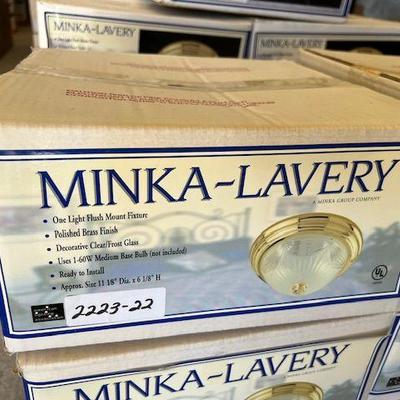 MINKA~LAVERY
MINKA-LAVERY
MINKA~LAVERY
A MINKA GROUP COMPANY
• One Light Flush Mount Fixture
• Polished Brass Finish
• Decorative Clear/Frost Glass
• Uses 1-60W Medium Base Bulb (not included)
• Ready to Install
• Approx. Size 11 1/8" Dia. x 6 1/8" H
UL
2223-22
MINKA~LAVERY